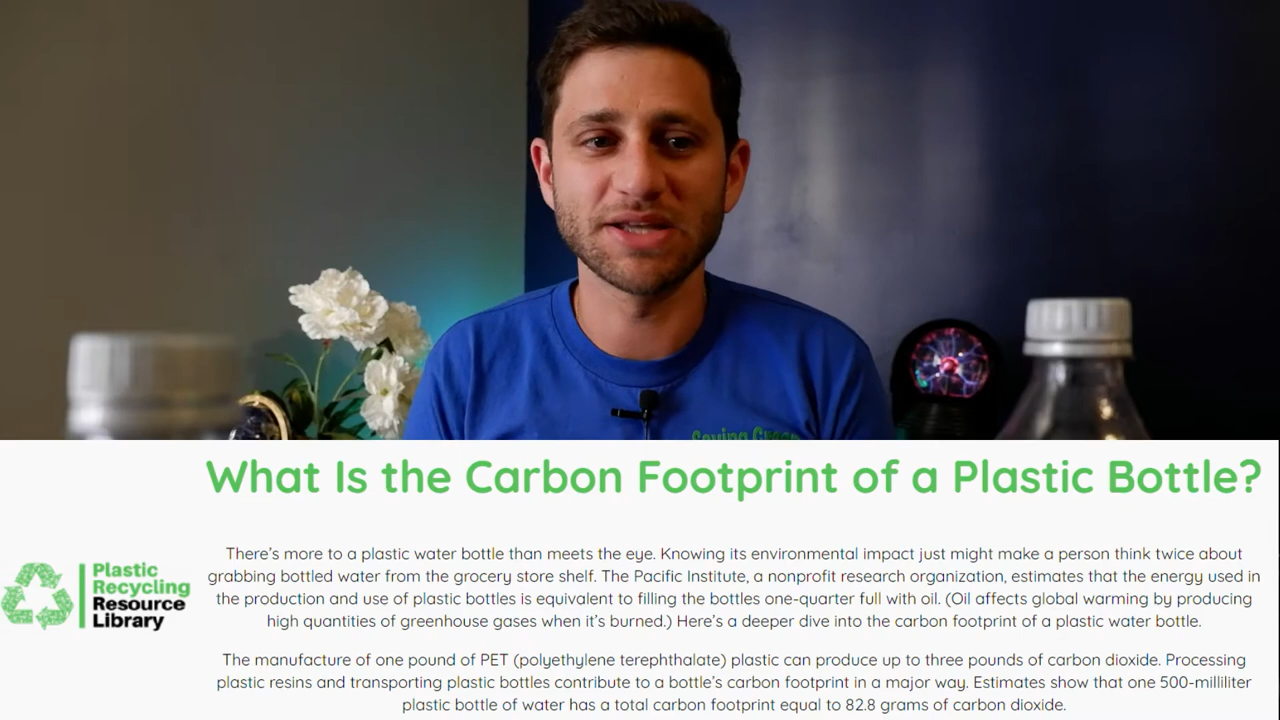 What Is the Carbon Footprint of a Plastic Bottle?
There's more to a plastic water bottle than meets the eye. Knowing its environmental impact just might make a person think twice about
grabbing bottled water from the grocery store shelf. The Pacific Institute, a nonprofit research organization, estimates that the energy used in
the production and use of plastic bottles is equivalent to filling the bottles one-quarter full with oil. (Oil affects global warming by producing
high quantities of greenhouse gases when it's burned.) Here's a deeper dive into the carbon footprint of a plastic water bottle.
Plastic
Recycling
Resource
Library
The manufacture of one pound of PET (polyethylene terephthalate) plastic can produce up to three pounds of carbon dioxide. Processing
plastic resins and transporting plastic bottles contribute to a bottle's carbon footprint in a major way. Estimates show that one 500-milliliter
plastic bottle of water has a total carbon footprint equal to 82.8 grams of carbon dioxide.